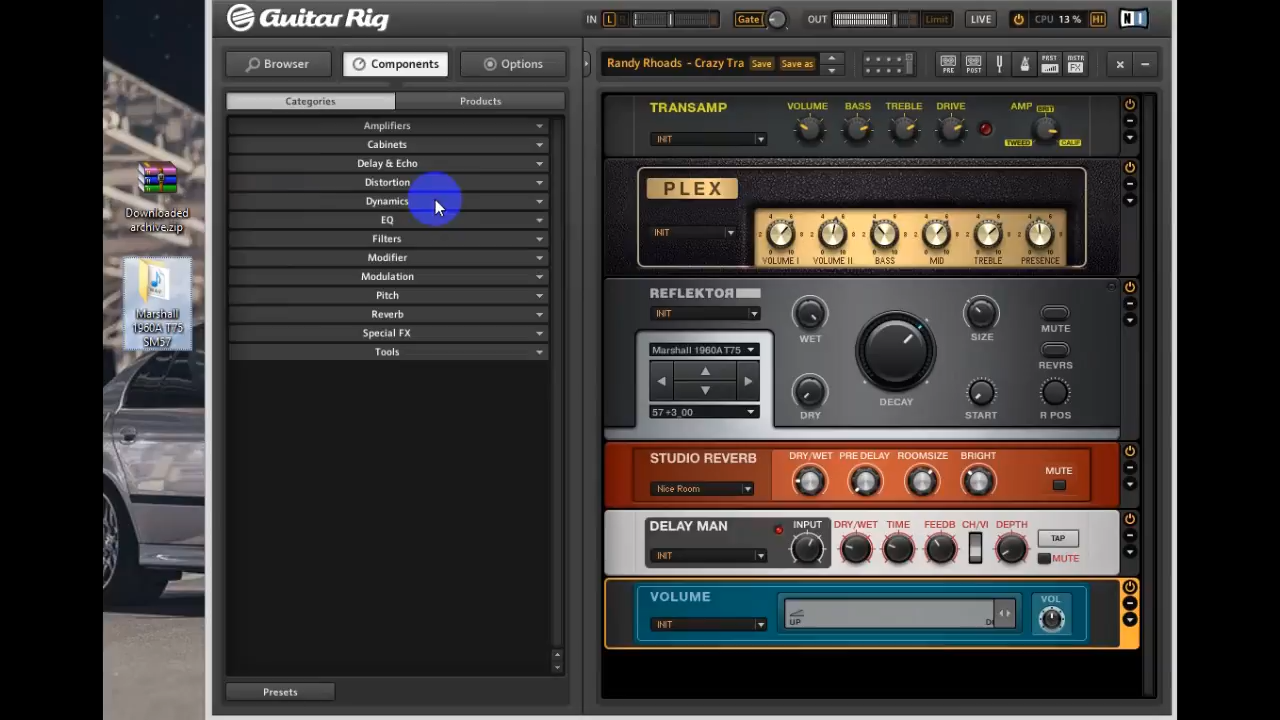 Guitar Rig
IN L Gate OUT Limit LIVE CPU 13 % HI
Browser Components Options
Randy Rhoads - Crazy Tra Save Save as
PRE POST MSTR FX
Categories Products
Amplifiers
Cabinets
Delay & Echo
Distortion
Dynamics
EQ
Filters
Modifier
Modulation
Pitch
Reverb
Special FX
Tools
Presets
Downloaded
archive.zip
Marshall
1960A T75
SM57
TRANSAMP
INIT
VOLUME BASS TREBLE DRIVE AMP
BRIT
TWEED CALIF
PLEX
INIT
VOLUME I VOLUME II BASS MID TREBLE PRESENCE
REFLEKTOR
INIT
Marshall 1960A T75
57+3_00
WET
DRY
DECAY
SIZE
START
MUTE
REVRS
R POS
STUDIO REVERB
Nice Room
DRY/WET PRE DELAY ROOMSIZE BRIGHT
MUTE
DELAY MAN
INIT
INPUT DRY/WET TIME FEEDB CH/VI DEPTH
TAP
MUTE
VOLUME
INIT
UP
VOL